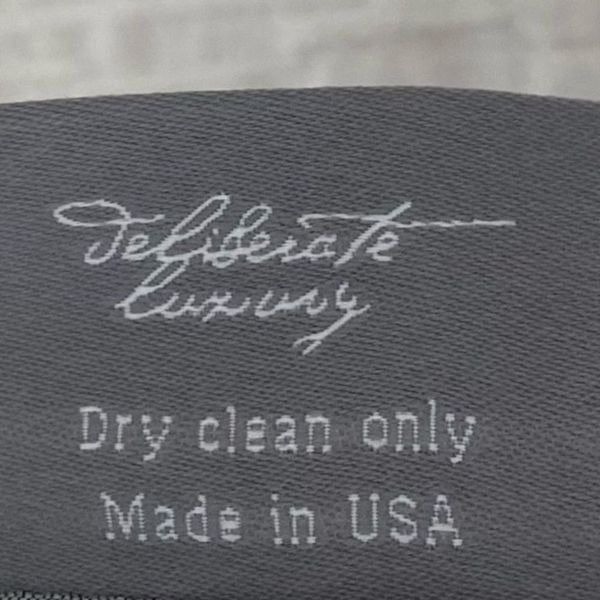 Deliberate
luxury
Dry clean only
Made in USA